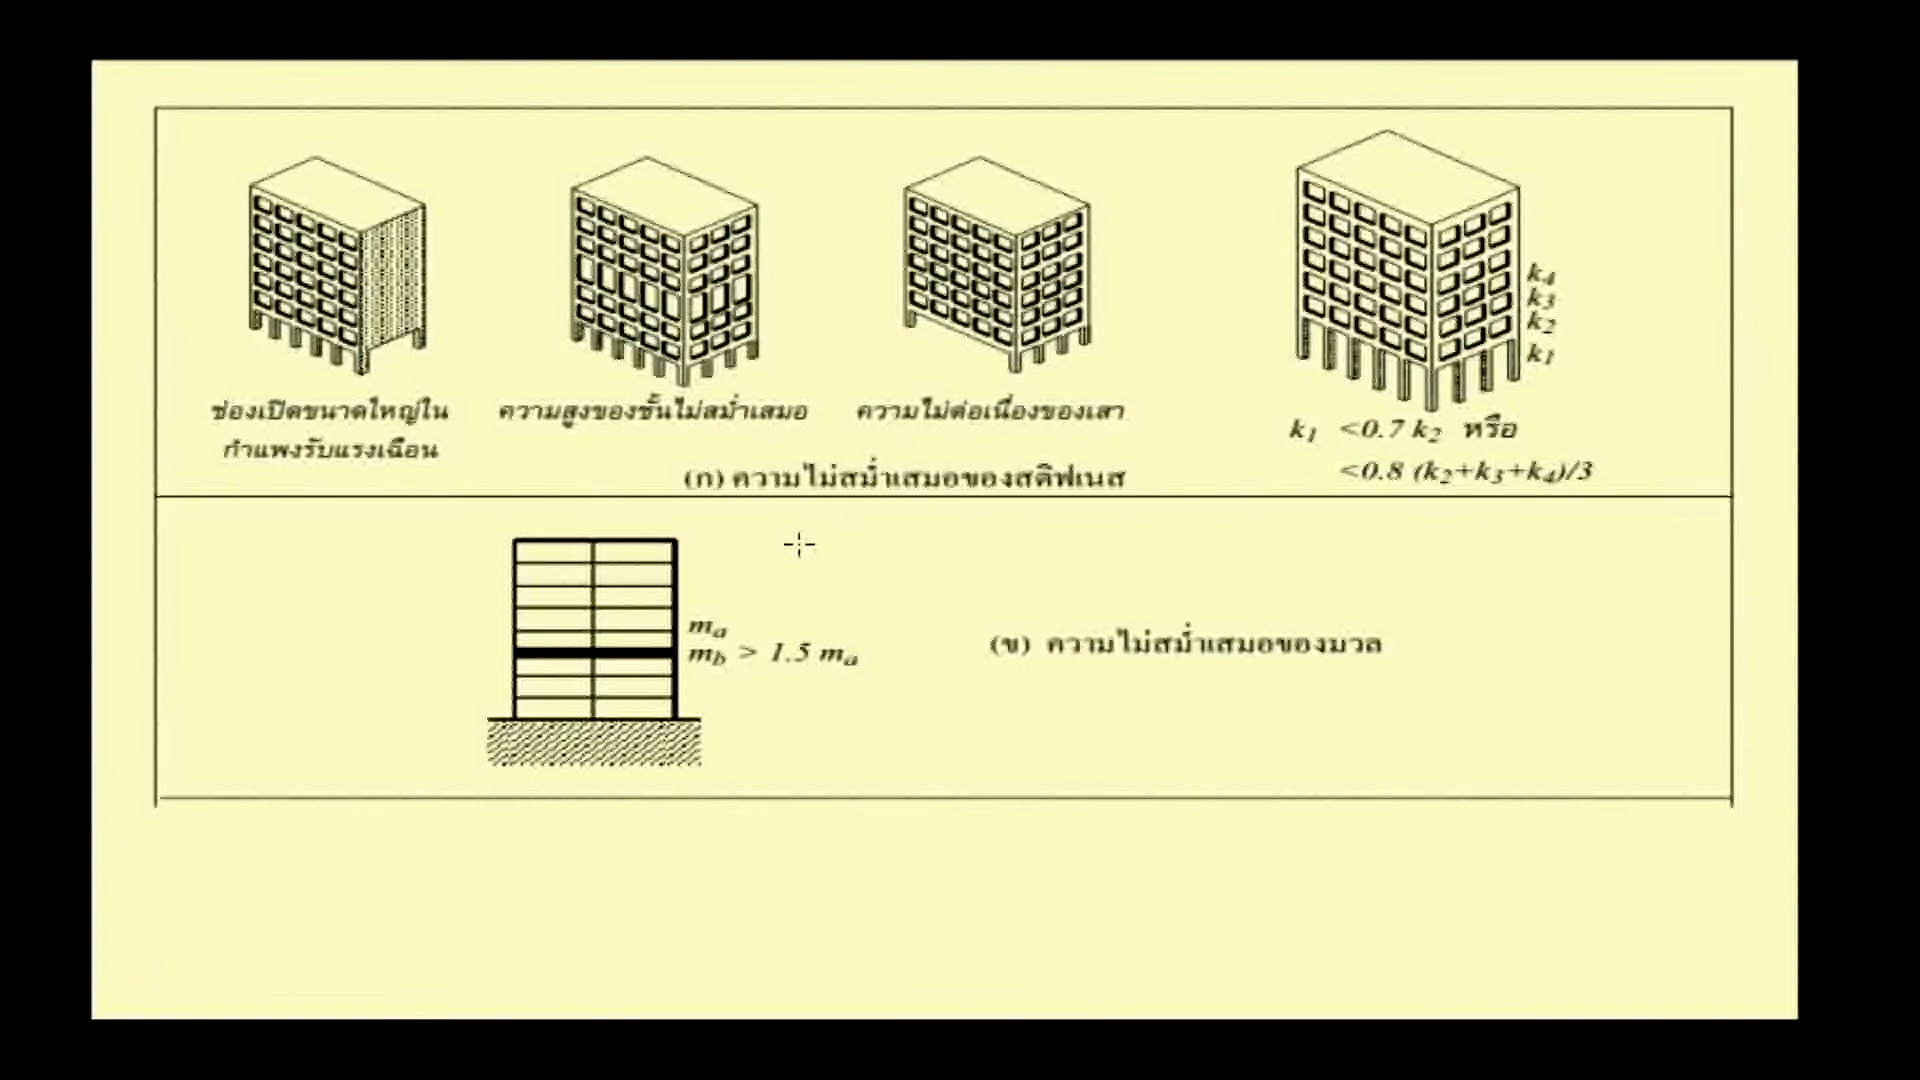 k4
k3
k2
k1
ช่องเปิดขนาดใหญ่ใน
กำแพงรับแรงเฉือน
ความสูงของชั้นไม่สม่ำเสมอ
ความไม่ต่อเนื่องของเสา
k1 <0.7 k2 หรือ
<0.8 (k2+k3+k4)/3
(ก) ความไม่สม่ำเสมอของสติฟเนส
ma
mb > 1.5 ma
(ข) ความไม่สม่ำเสมอของมวล